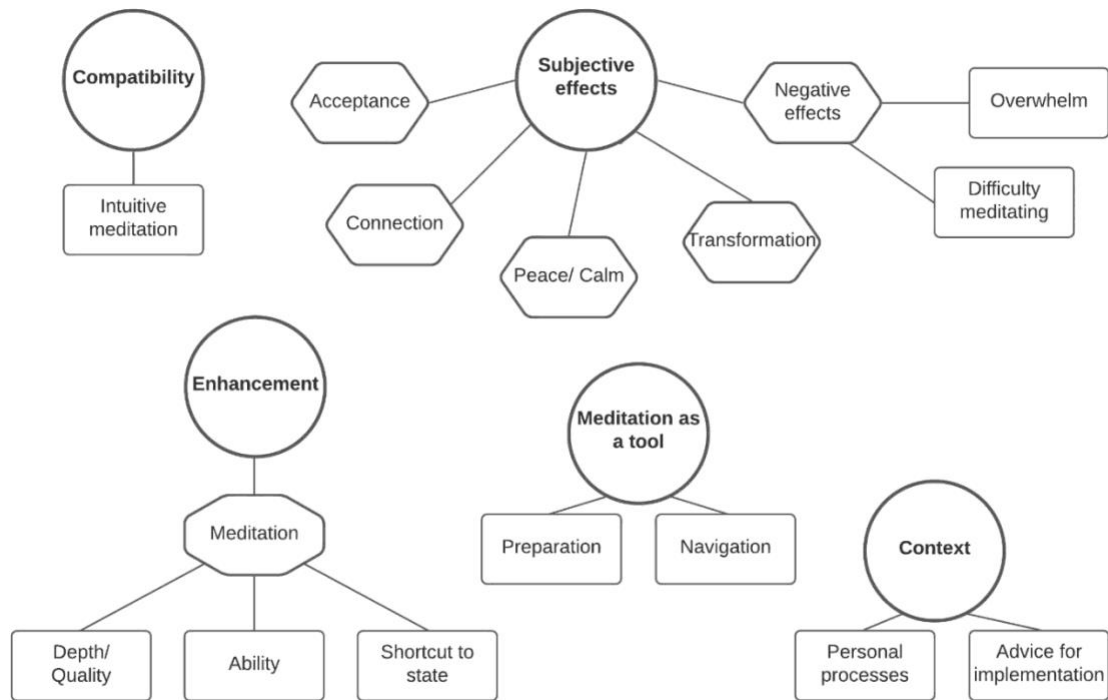 Compatibility
Intuitive
meditation
Subjective
effects
Acceptance
Connection
Peace/ Calm
Transformation
Negative
effects
Overwhelm
Difficulty
meditating
Enhancement
Meditation
Depth/
Quality
Ability
Shortcut to
state
Meditation as
a tool
Preparation
Navigation
Context
Personal
processes
Advice for
implementation